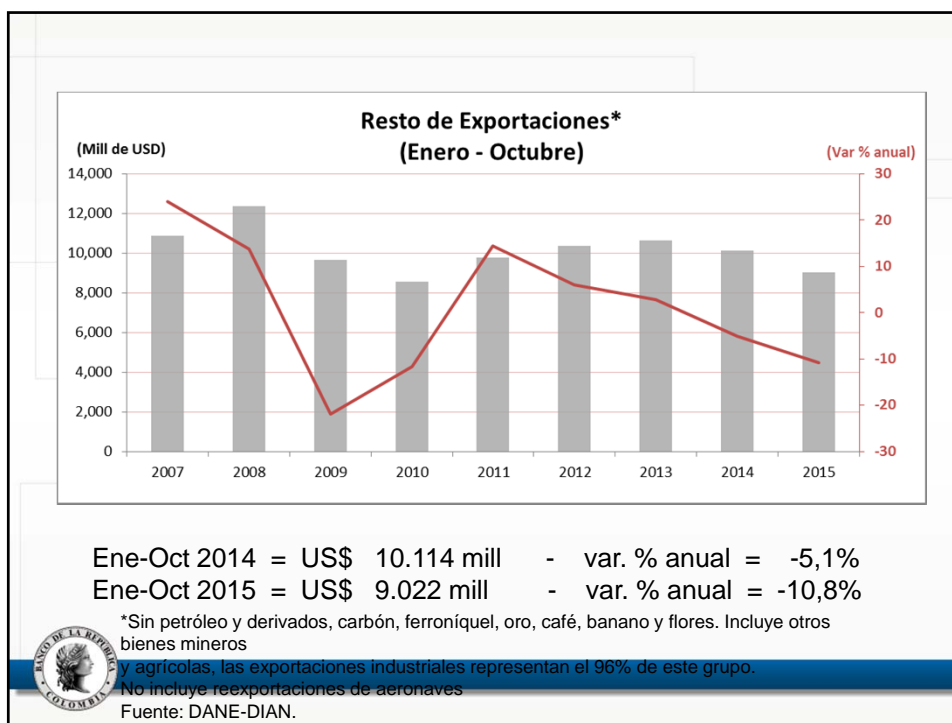 Resto de Exportaciones*
(Enero - Octubre)
(Mill de USD)
(Var % anual)
14,000
12,000
10,000
8,000
6,000
4,000
2,000
0
30
20
10
0
-10
-20
-30
2007 2008 2009 2010 2011 2012 2013 2014 2015
Ene-Oct 2014 = US$ 10.114 mill - var. % anual = -5,1%
Ene-Oct 2015 = US$ 9.022 mill - var. % anual = -10,8%
*Sin petróleo y derivados, carbón, ferroníquel, oro, café, banano y flores. Incluye otros
bienes mineros
y agrícolas, las exportaciones industriales representan el 96% de este grupo.
No incluye reexportaciones de aeronaves
Fuente: DANE-DIAN.
BANCO DE LA REPUBLICA
COLOMBIA